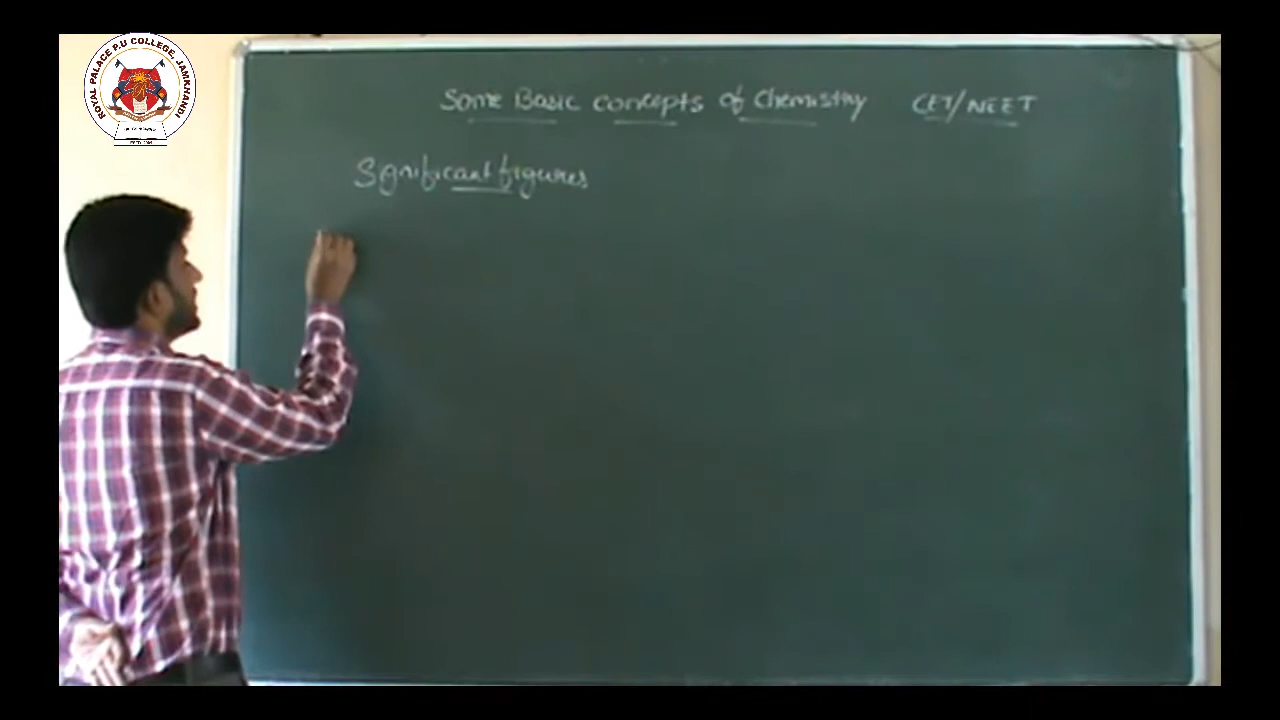 ROYAL PALACE P.U COLLEGE, JAMKHANDI
Some Basic concepts of Chemistry CET/NEET
Significant figures